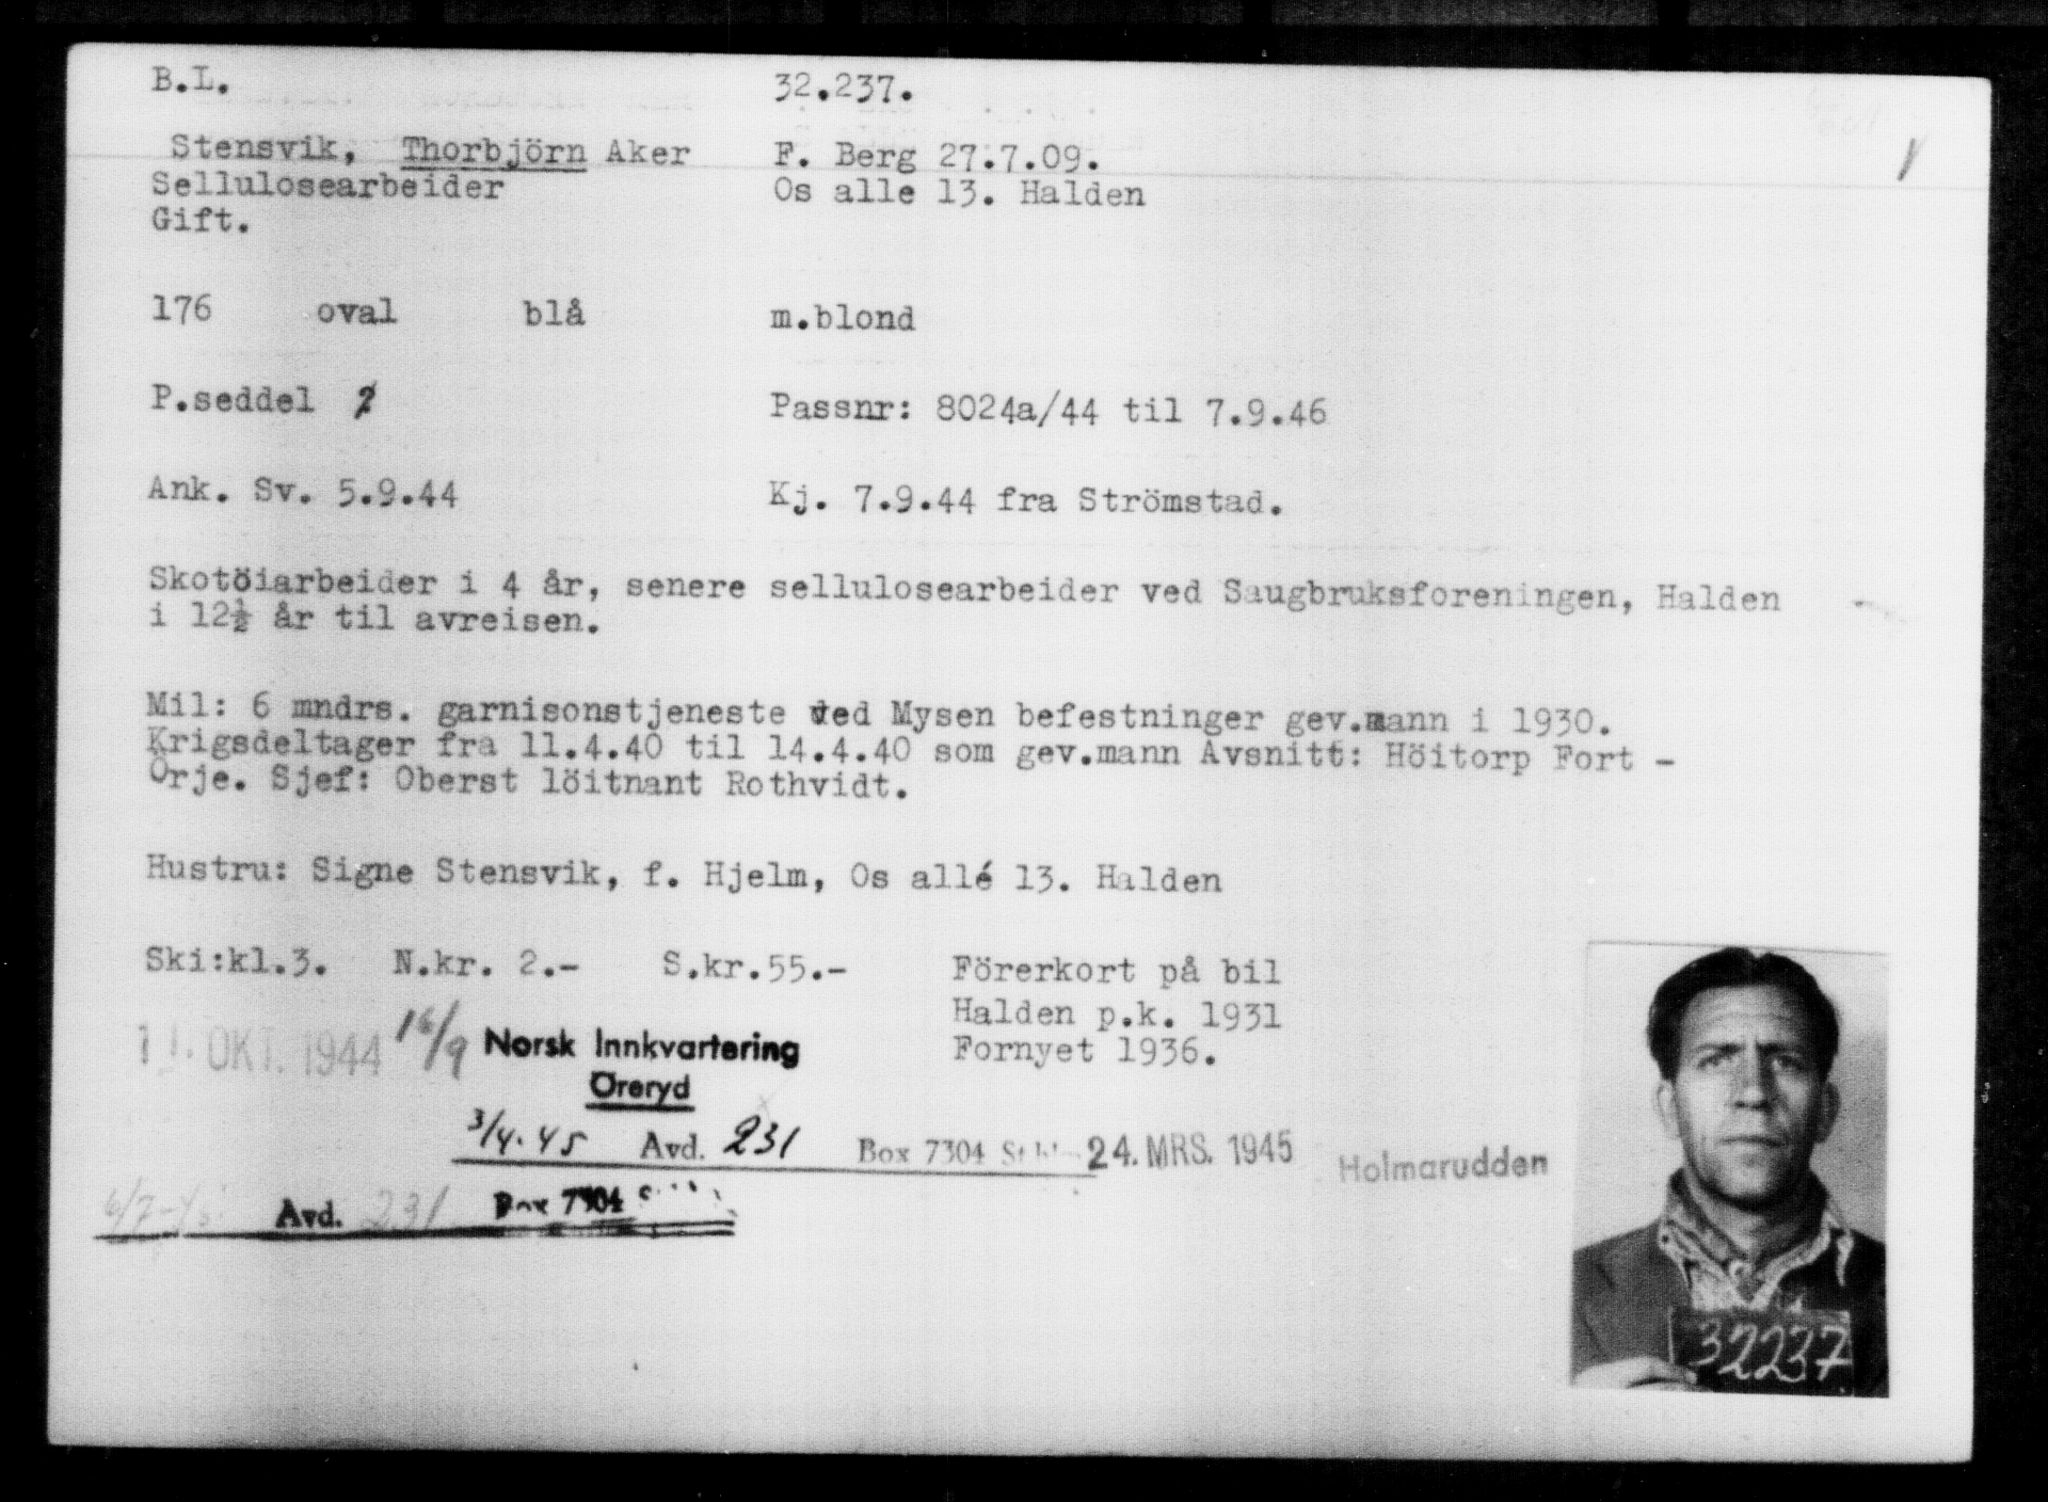 B.L. 32.237.
Stensvik, Thorbjörn Aker F. Berg 27.7.09.
Sellulosearbeider Os alle 13. Halden
Gift.
176 oval blå m.blond
P.seddel Passnr: 8024a/44 til 7.9.46
Ank. Sv. 5.9.44 Kj. 7.9.44 fra Strömstad.
Skotöiarbeider i 4 år, senere sellulosearbeider ved Saugbruksforeningen, Halden
i 12½ år til avreisen.
Mil: 6 mndrs. garnisonstjeneste ved Mysen befestninger gev.mann i 1930.
Krigsdeltager fra 11.4.40 til 14.4.40 som gev.mann Avsnitt: Höitorp Fort -
Örje. Sjef: Oberst löitnant Rothvidt.
Hustru: Signe Stensvik, f. Hjelm, Os allé 13. Halden
Ski:kl.3. N.kr. 2.- S.kr.55.- Förerkort på bil
Halden p.k. 1931
Fornyet 1936.
11. OKT. 1944 16/9 Norsk Innkvartering
Öreryd
3/4.45 Avd. 231 Box 7304 24. MRS. 1945 Holmarudden
6/7-45 Avd. 231 Box 7304
32237